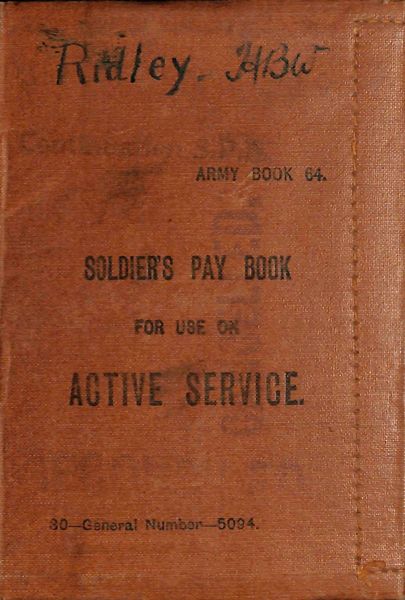 Ridley. HBW
ARMY BOOK 64.
SOLDIER'S PAY BOOK
FOR USE ON
ACTIVE SERVICE.
30—General Number—5094.